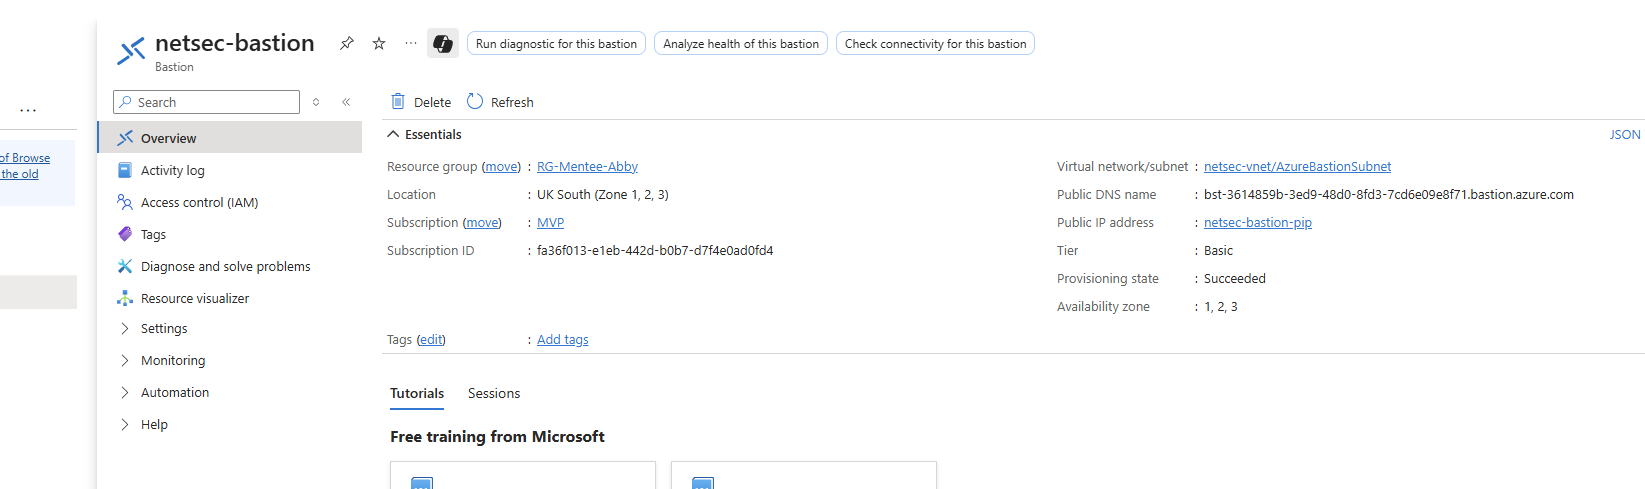 netsec-bastion
Bastion
Run diagnostic for this bastion
Analyze health of this bastion
Check connectivity for this bastion
...
of Browse
the old
Search
Overview
Activity log
Access control (IAM)
Tags
Diagnose and solve problems
Resource visualizer
Settings
Monitoring
Automation
Help
Delete
Refresh
Essentials
JSON
Resource group (move) : RG-Mentee-Abby
Location : UK South (Zone 1, 2, 3)
Subscription (move) : MVP
Subscription ID : fa36f013-e1eb-442d-b0b7-d7f4e0ad0fd4
Virtual network/subnet : netsec-vnet/AzureBastionSubnet
Public DNS name : bst-3614859b-3ed9-48d0-8fd3-7cd6e09e8f71.bastion.azure.com
Public IP address : netsec-bastion-pip
Tier : Basic
Provisioning state : Succeeded
Availability zone : 1, 2, 3
Tags (edit) : Add tags
Tutorials
Sessions
Free training from Microsoft